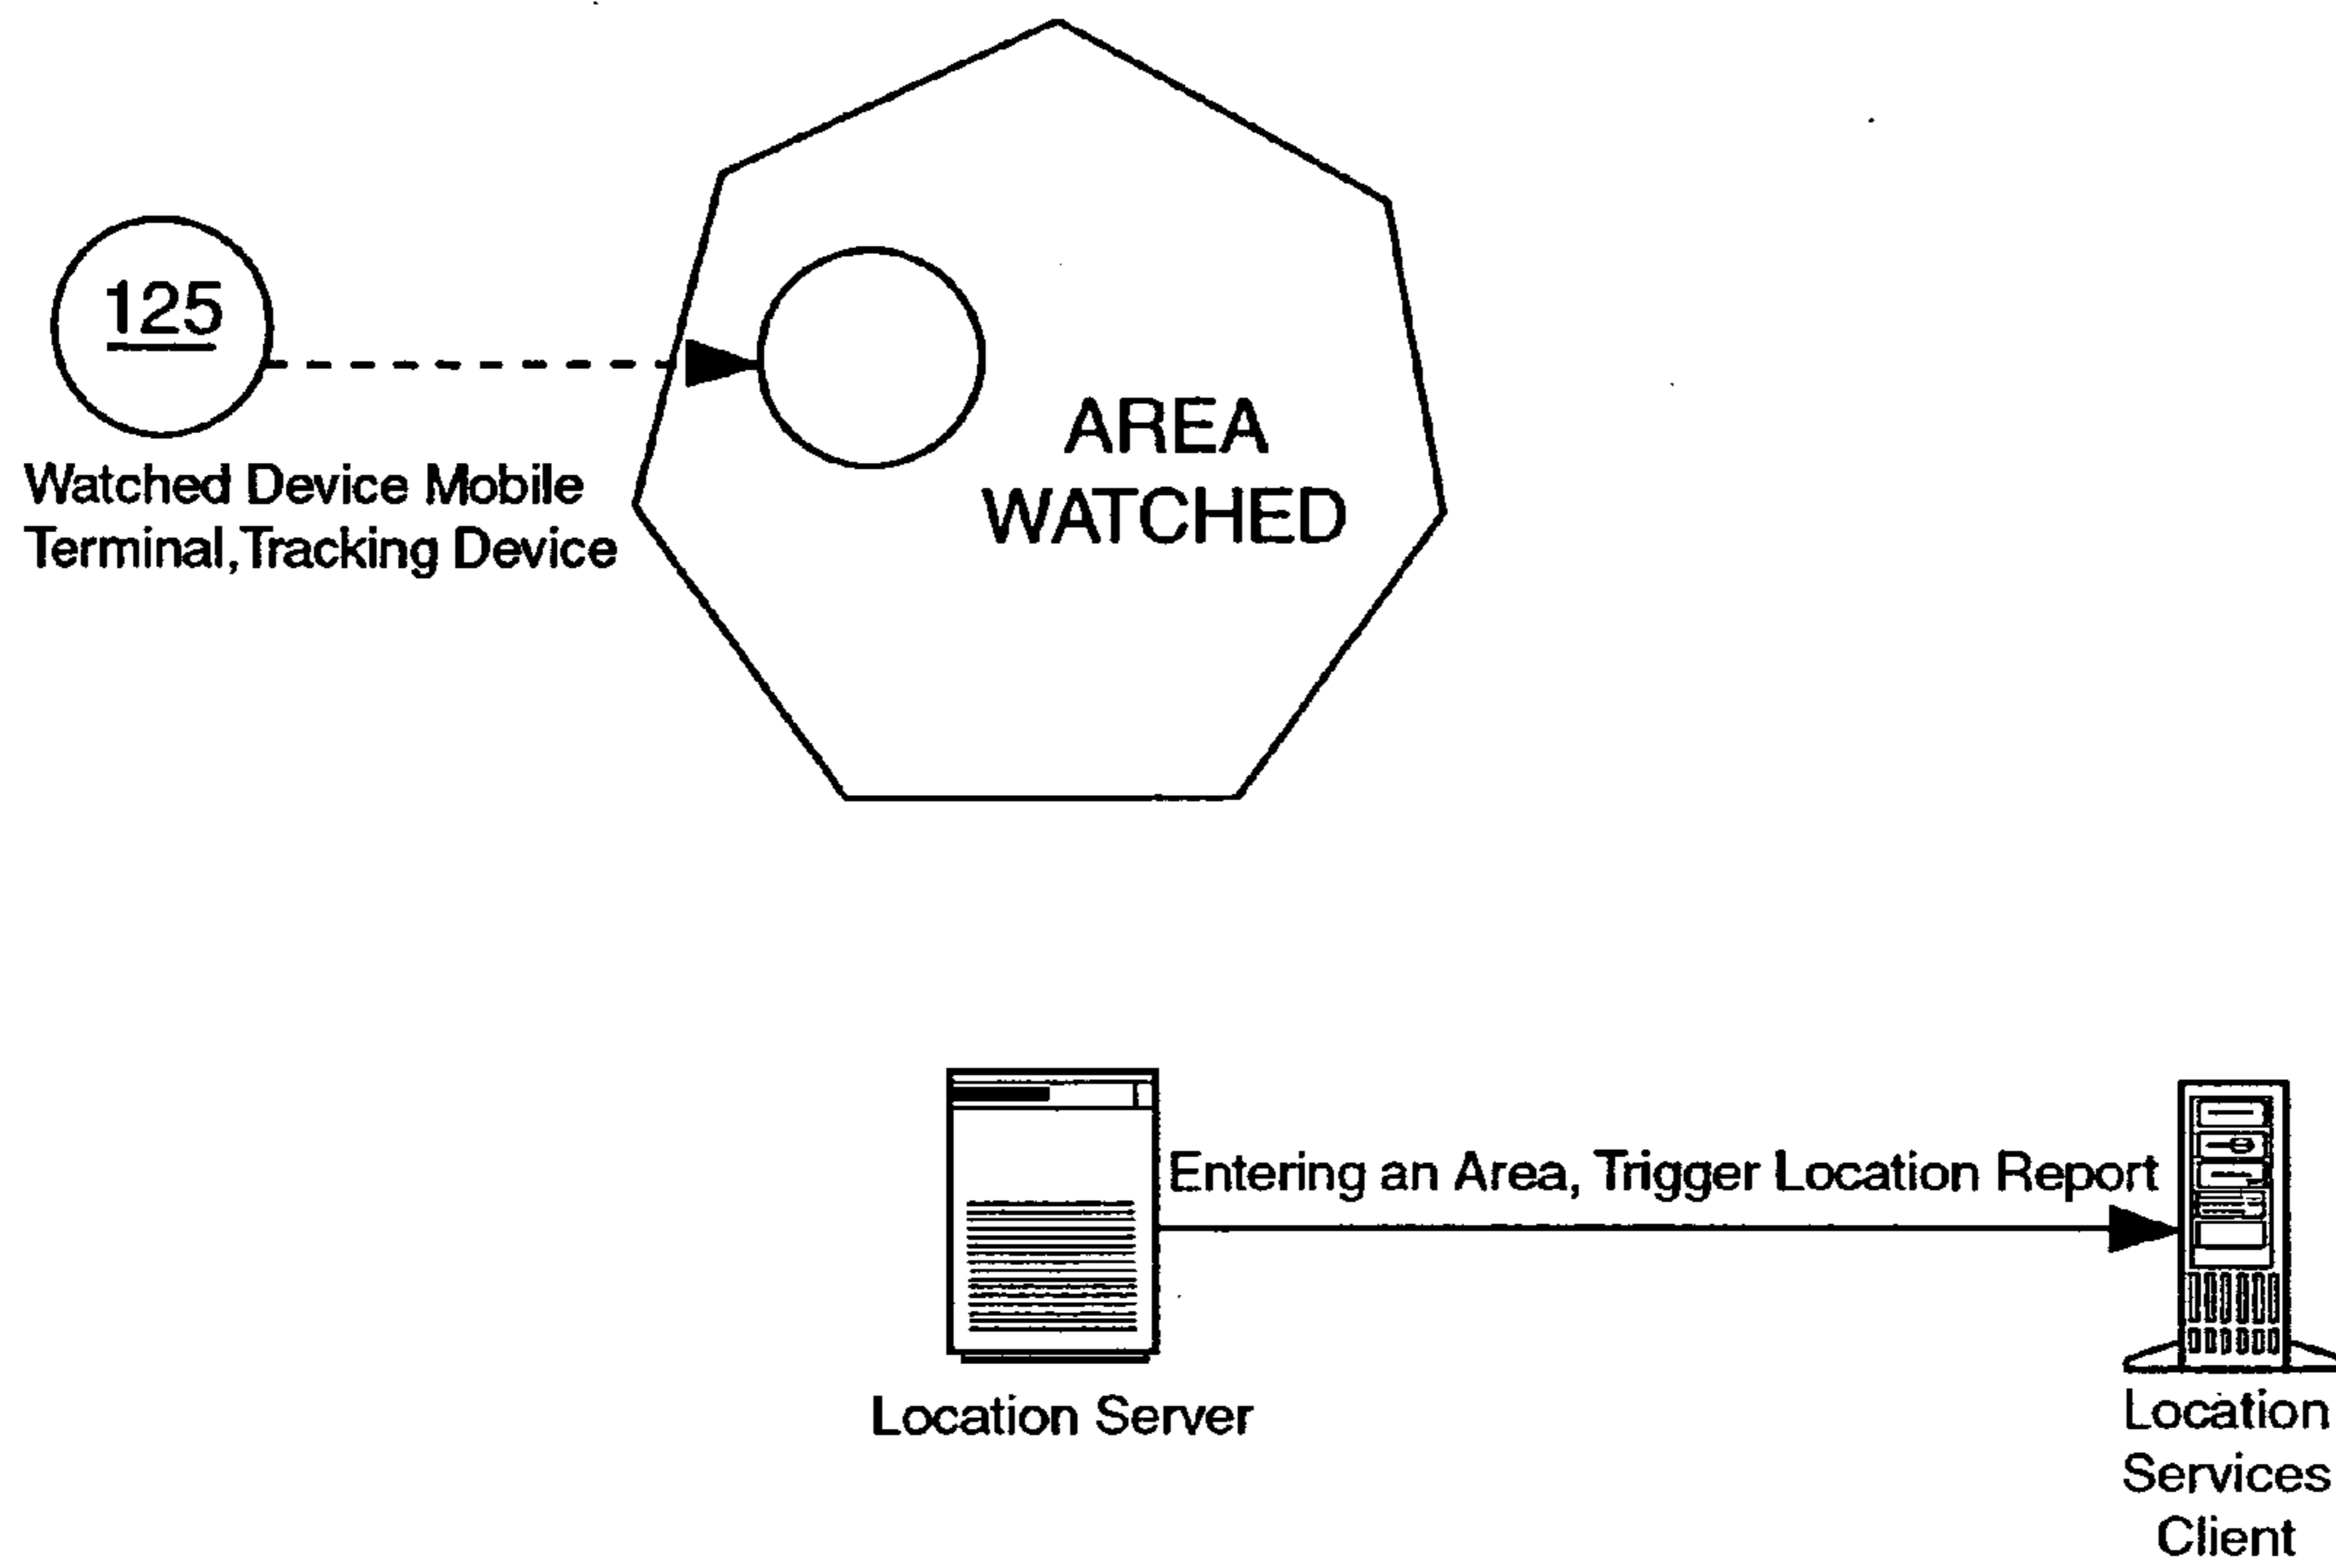 125
Watched Device Mobile
Terminal, Tracking Device
AREA
WATCHED
Entering an Area, Trigger Location Report
Location Server
Location
Services
Client